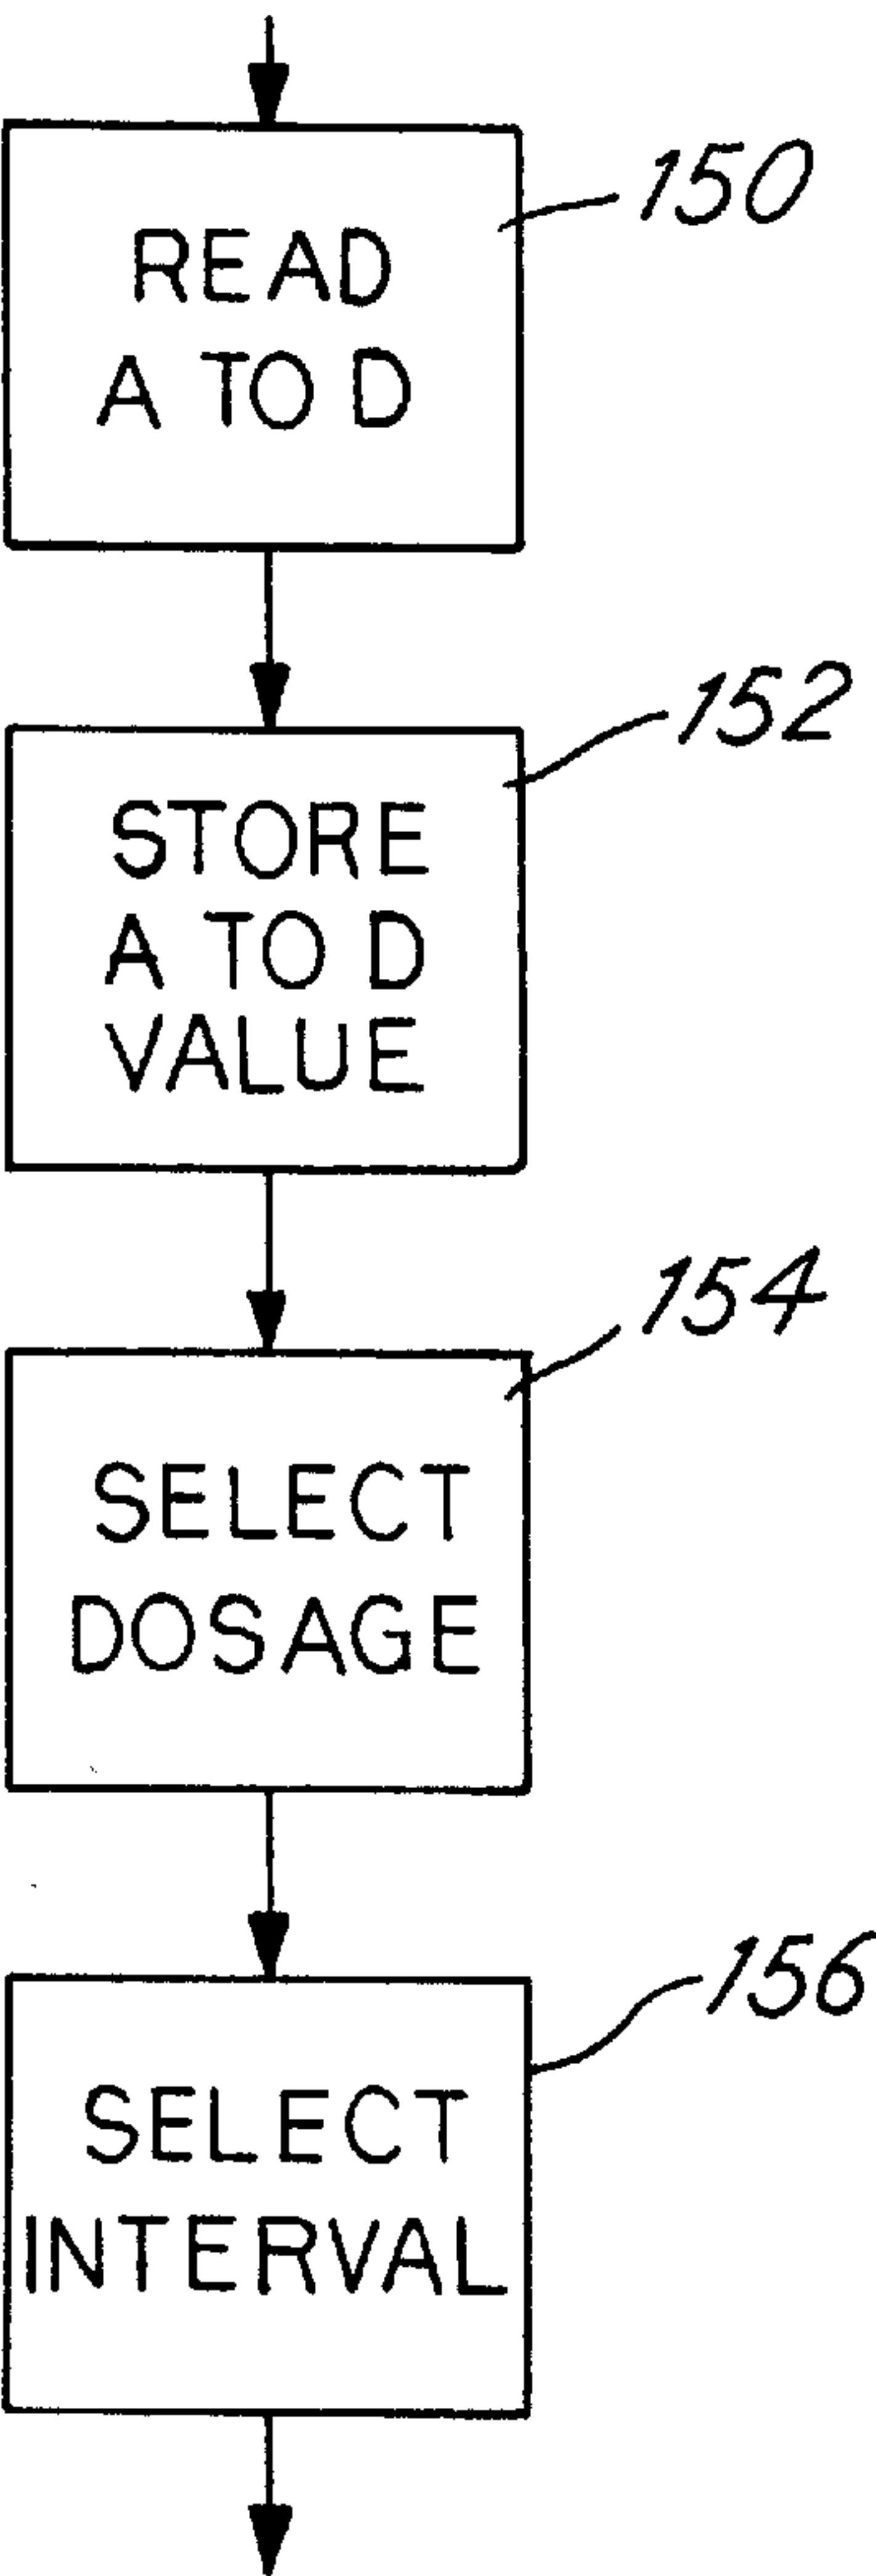 150
READ
A TO D
152
STORE
A TO D
VALUE
154
SELECT
DOSAGE
156
SELECT
INTERVAL